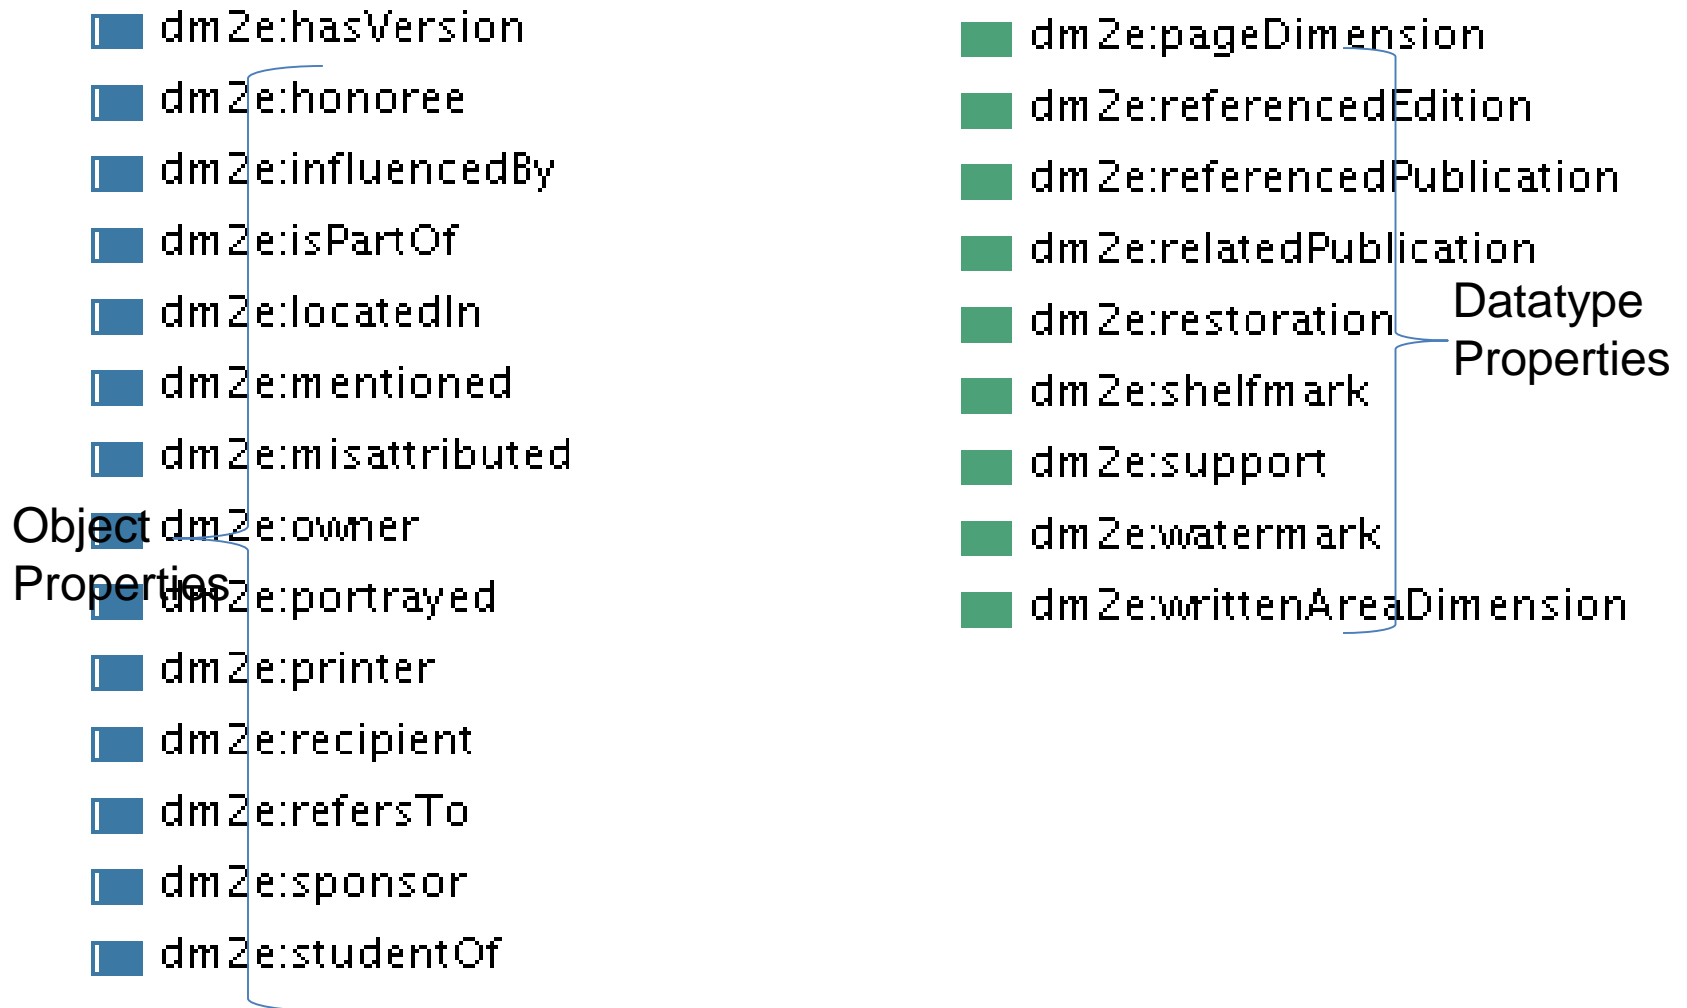 dm2e:hasVersion
dm2e:honoree
dm2e:influencedBy
dm2e:isPartOf
dm2e:locatedIn
dm2e:mentioned
dm2e:misattributed
dm2e:owner
dm2e:portrayed
dm2e:printer
dm2e:recipient
dm2e:refersTo
dm2e:sponsor
dm2e:studentOf
Object
Properties
dm2e:pageDimension
dm2e:referencedEdition
dm2e:referencedPublication
dm2e:relatedPublication
dm2e:restoration
dm2e:shelfmark
dm2e:support
dm2e:watermark
dm2e:writtenAreaDimension
Datatype
Properties